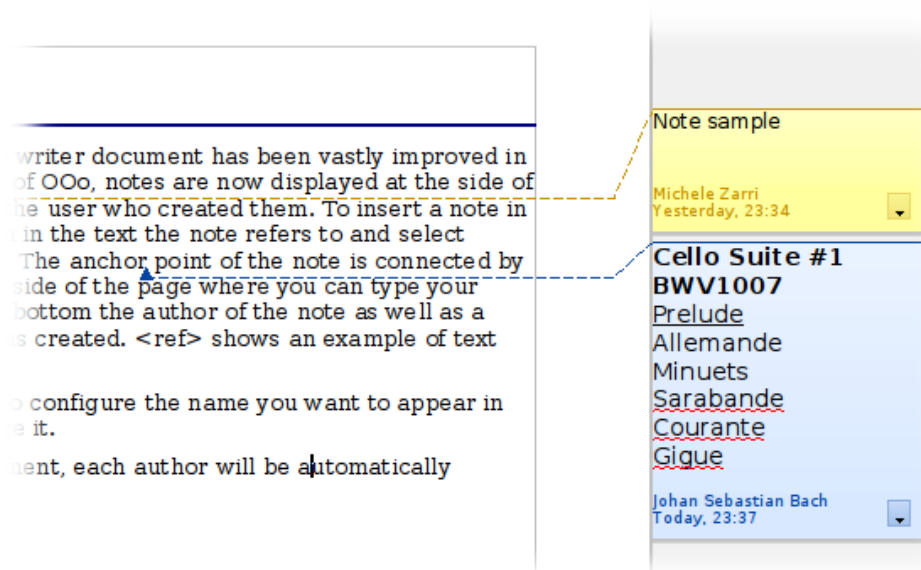 writer document has been vastly improved in
of OOo, notes are now displayed at the side of
the user who created them. To insert a note in
in the text the note refers to and select
The anchor point of the note is connected by
side of the page where you can type your
bottom the author of the note as well as a
s created. <ref> shows an example of text
o configure the name you want to appear in
e it.
ment, each author will be automatically
Note sample
Michele Zarri
Yesterday, 23:34
Cello Suite #1
BWV1007
Prelude
Allemande
Minuets
Sarabande
Courante
Gigue
Johan Sebastian Bach
Today, 23:37